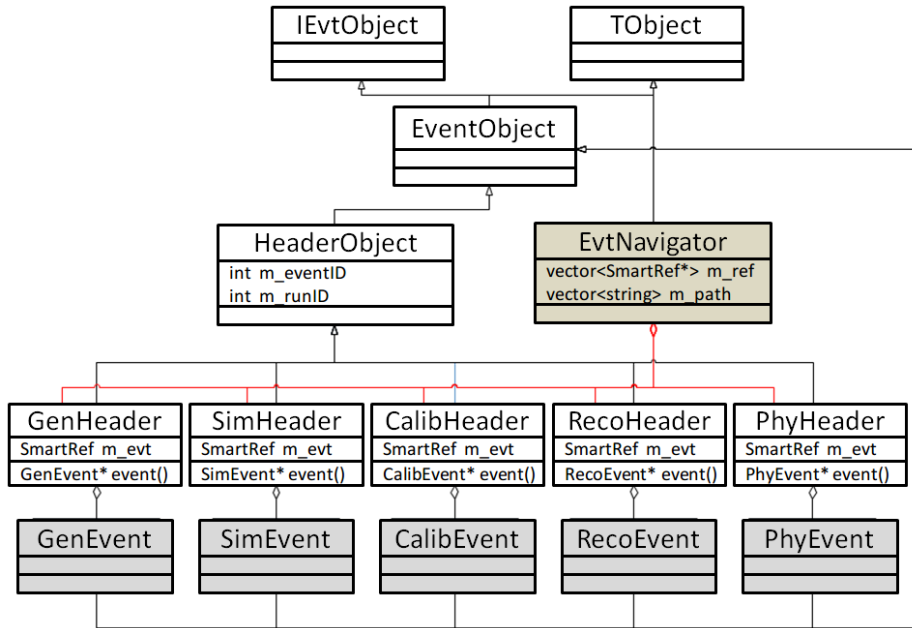 IEvtObject
TObject
EventObject
HeaderObject
int m_eventID
int m_runID
EvtNavigator
vector<SmartRef*> m_ref
vector<string> m_path
GenHeader
SmartRef m_evt
GenEvent* event()
SimHeader
SmartRef m_evt
SimEvent* event()
CalibHeader
SmartRef m_evt
CalibEvent* event()
RecoHeader
SmartRef m_evt
RecoEvent* event()
PhyHeader
SmartRef m_evt
PhyEvent* event()
GenEvent
SimEvent
CalibEvent
RecoEvent
PhyEvent